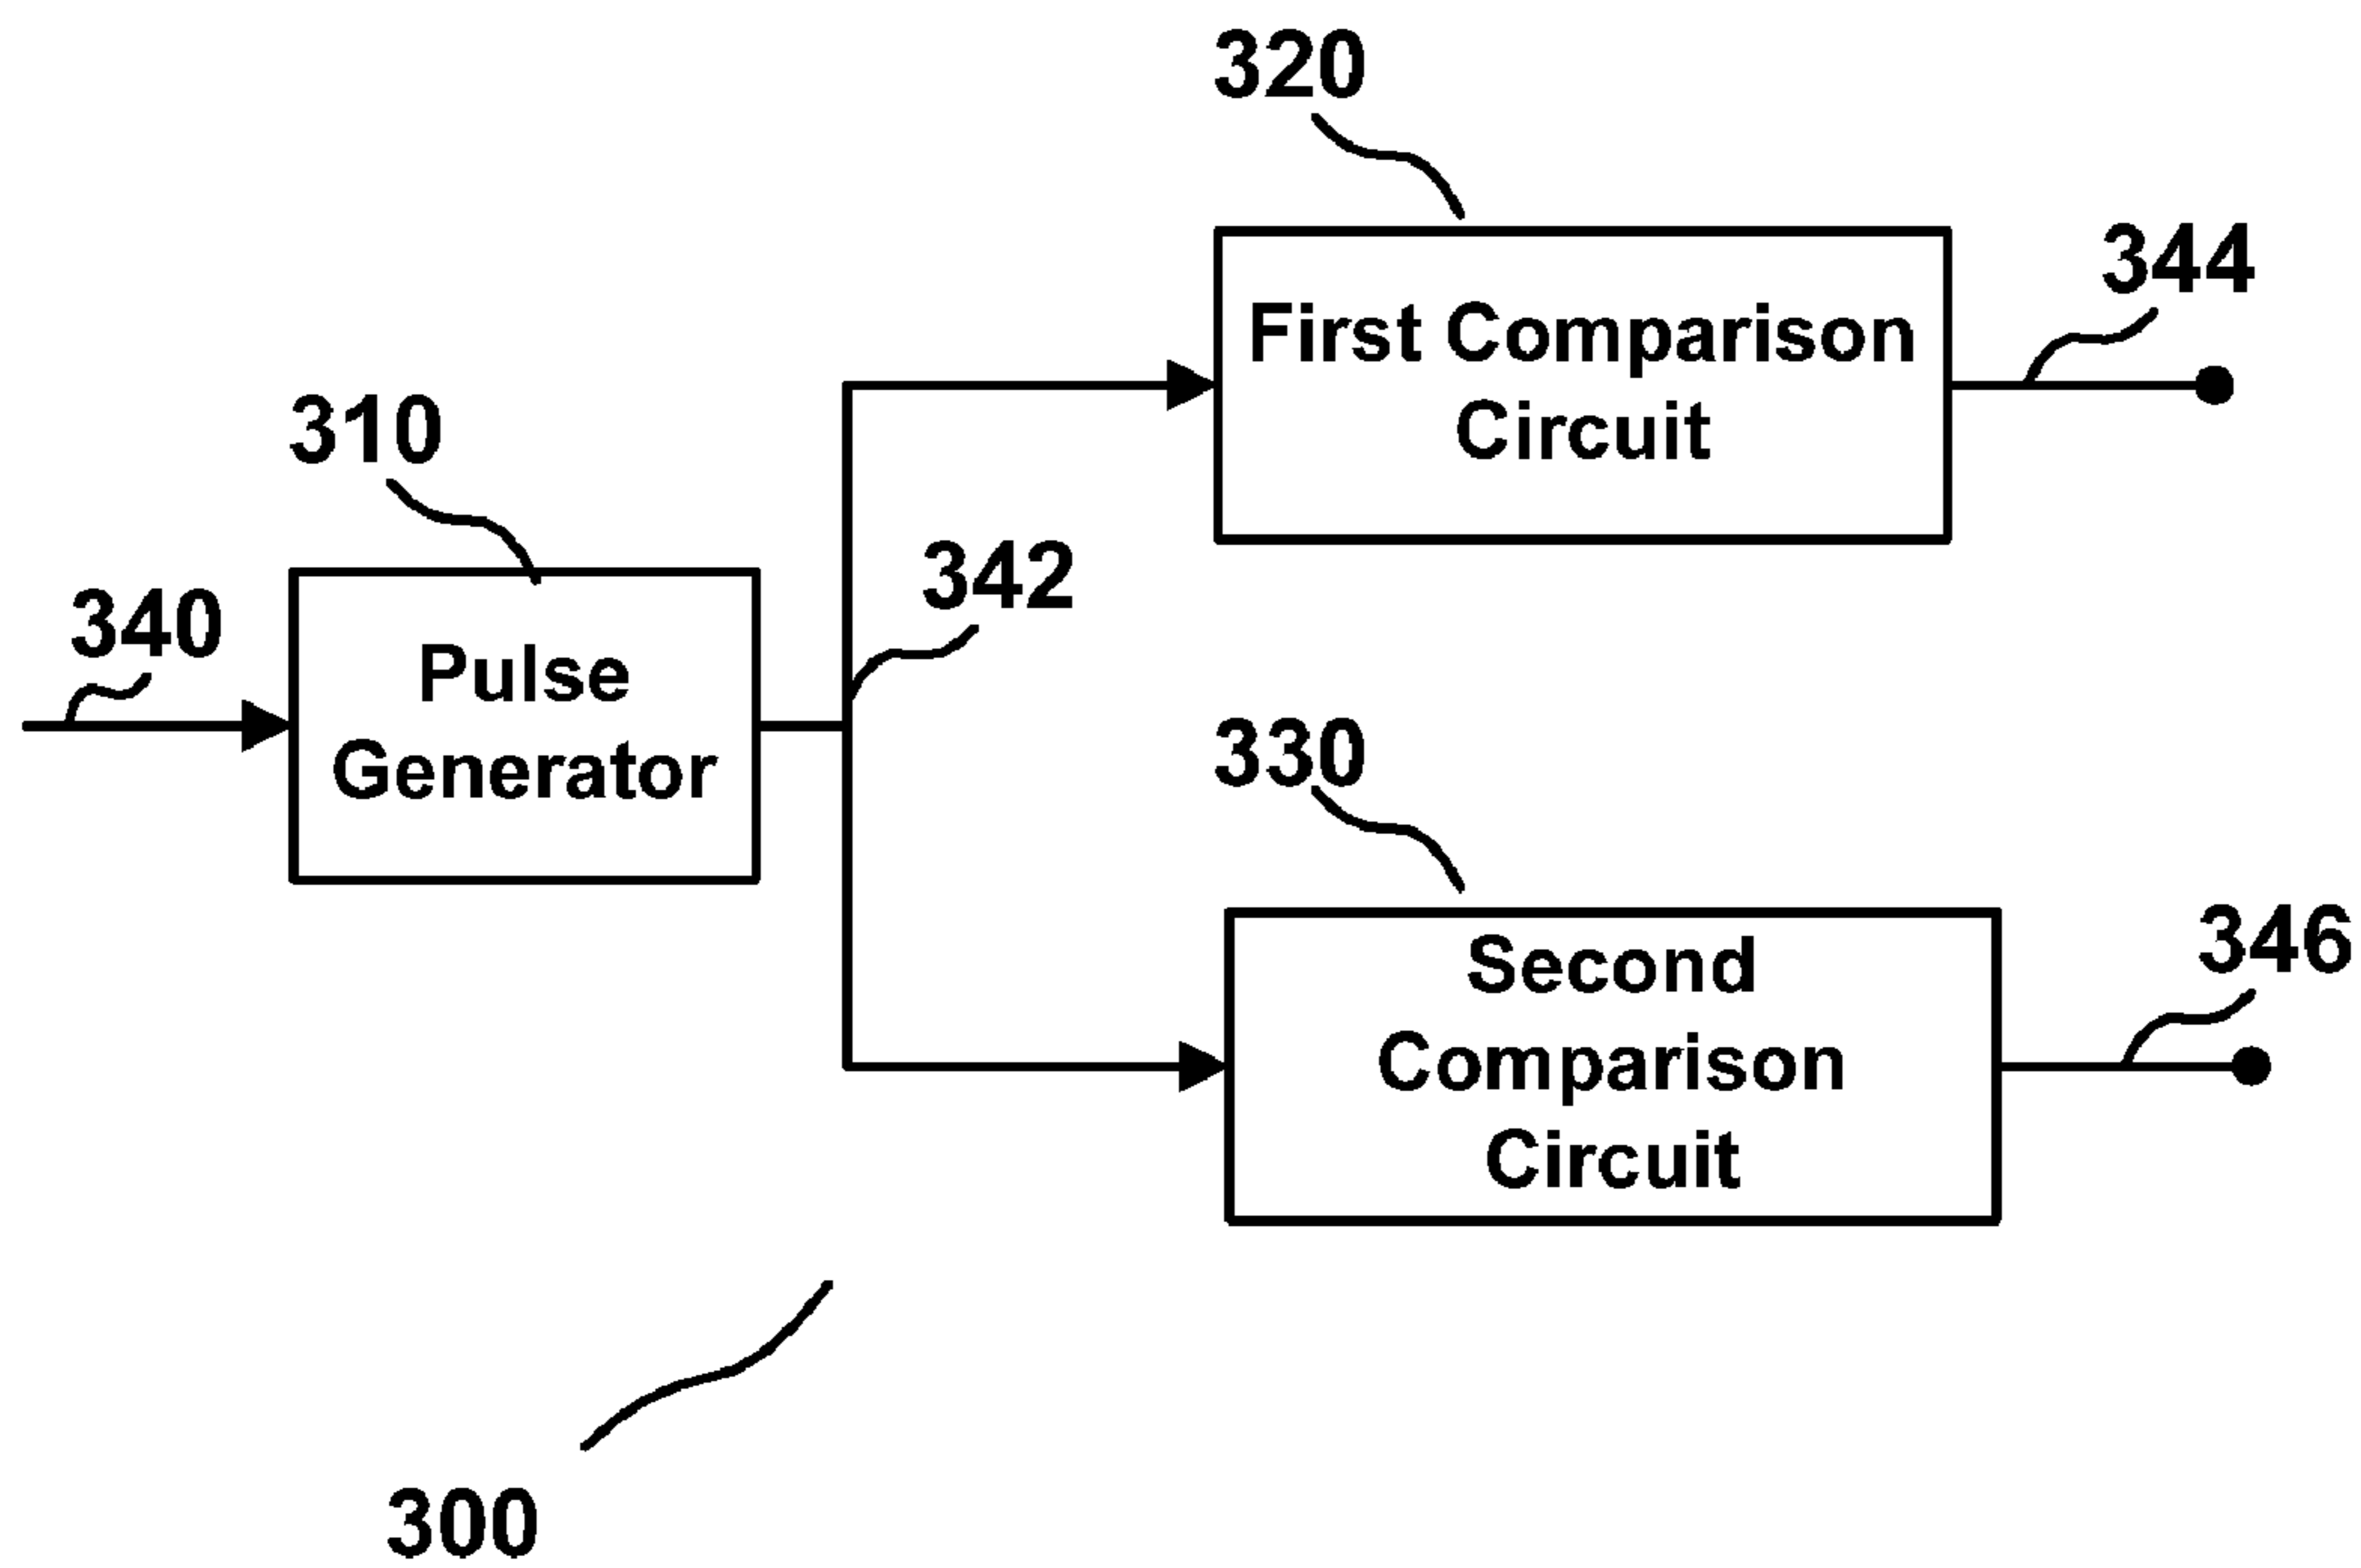 320
344
First Comparison
Circuit
310
342
340
Pulse
Generator
330
346
Second
Comparison
Circuit
300